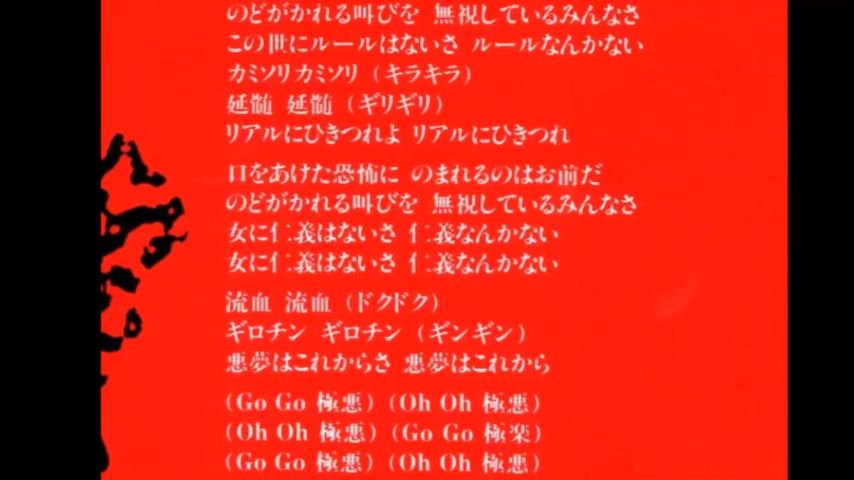 のどがかれる叫びを 無視しているみんなさ
この世にルールはないさ ルールなんかない
カミソリカミソリ (キラキラ)
延髄 延髄 (ギリギリ)
リアルにひきつれよ リアルにひきつれ
口をあけた恐怖に のまれるのはお前だ
のどがかれる叫びを 無視しているみんなさ
女に仁義はないさ 仁義なんかない
女に仁義はないさ 仁義なんかない
流血 流血 (ドクドク)
ギロチン ギロチン (ギンギン)
悪夢はこれからさ 悪夢はこれから
(Go Go 極悪) (Oh Oh 極悪)
(Oh Oh 極悪) (Go Go 極楽)
(Go Go 極悪) (Oh Oh 極悪)